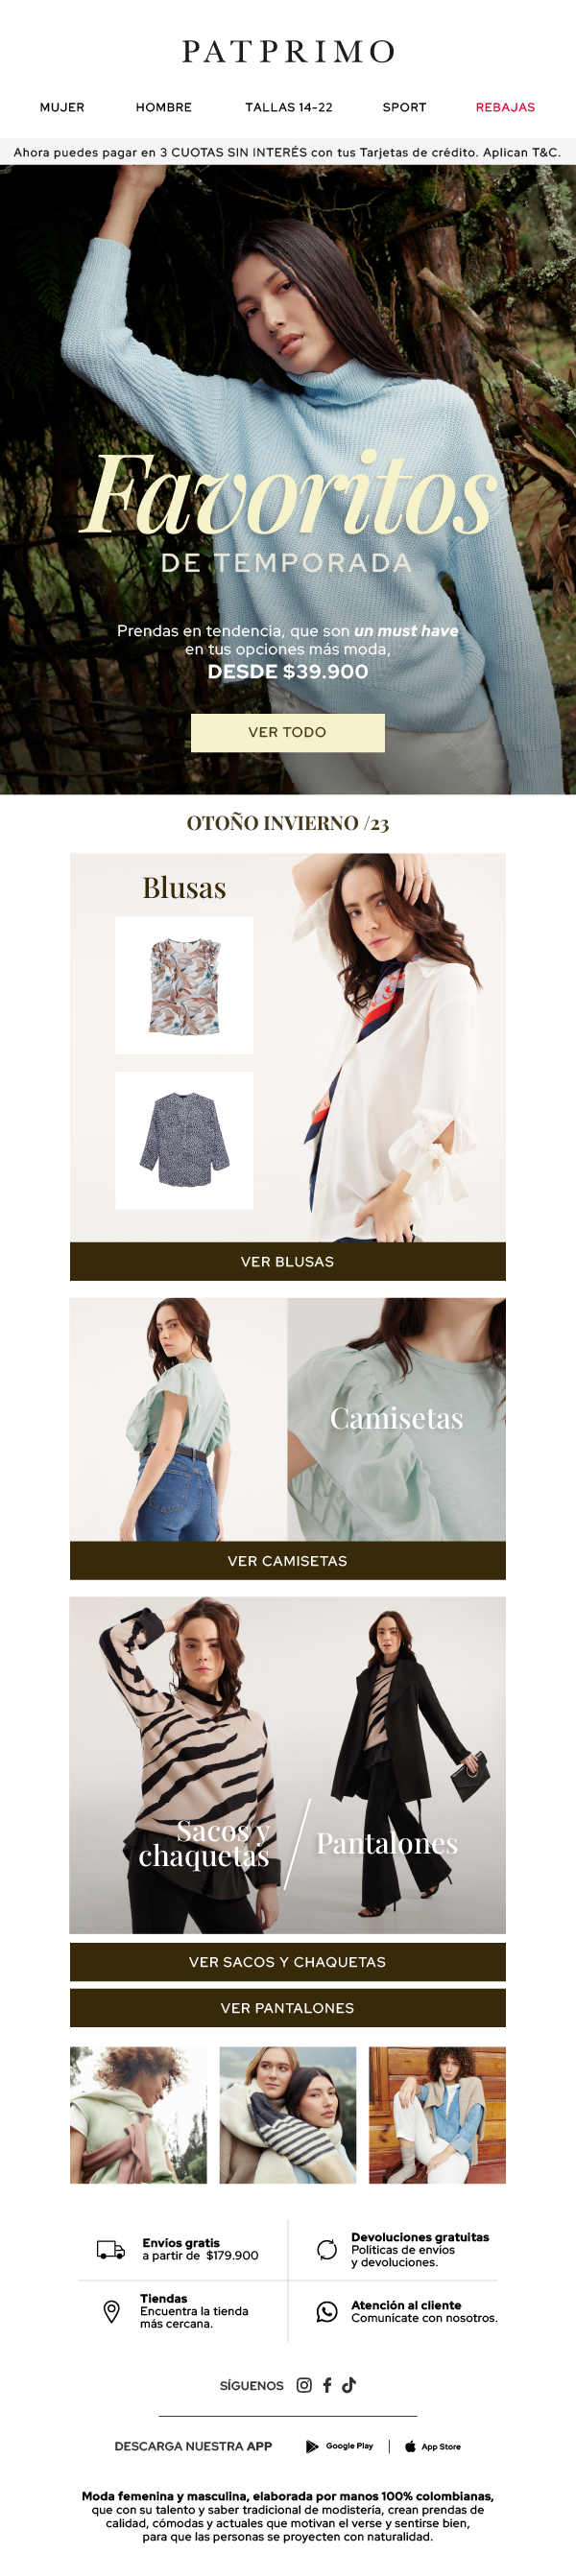 PATPRIMO
MUJER HOMBRE TALLAS 14-22 SPORT REBAJAS
Ahora puedes pagar en 3 CUOTAS SIN INTERÉS con tus Tarjetas de crédito. Aplican T&C.
Favoritos
DE TEMPORADA
Prendas en tendencia, que son un must have
en tus opciones más moda,
DESDE $39.900
VER TODO
OTOÑO INVIERNO /23
Blusas
VER BLUSAS
Camisetas
VER CAMISETAS
Sacos y
chaquetas
Pantalones
VER SACOS Y CHAQUETAS
VER PANTALONES
Envíos gratis
a partir de $179.900
Devoluciones gratuitas
Políticas de envíos
y devoluciones.
Tiendas
Encuentra la tienda
más cercana.
Atención al cliente
Comunícate con nosotros.
SÍGUENOS
DESCARGA NUESTRA APP Google Play | App Store
Moda femenina y masculina, elaborada por manos 100% colombianas,
que con su talento y saber tradicional de modistería, crean prendas de
calidad, cómodas y actuales que motivan el verse y sentirse bien,
para que las personas se proyecten con naturalidad.